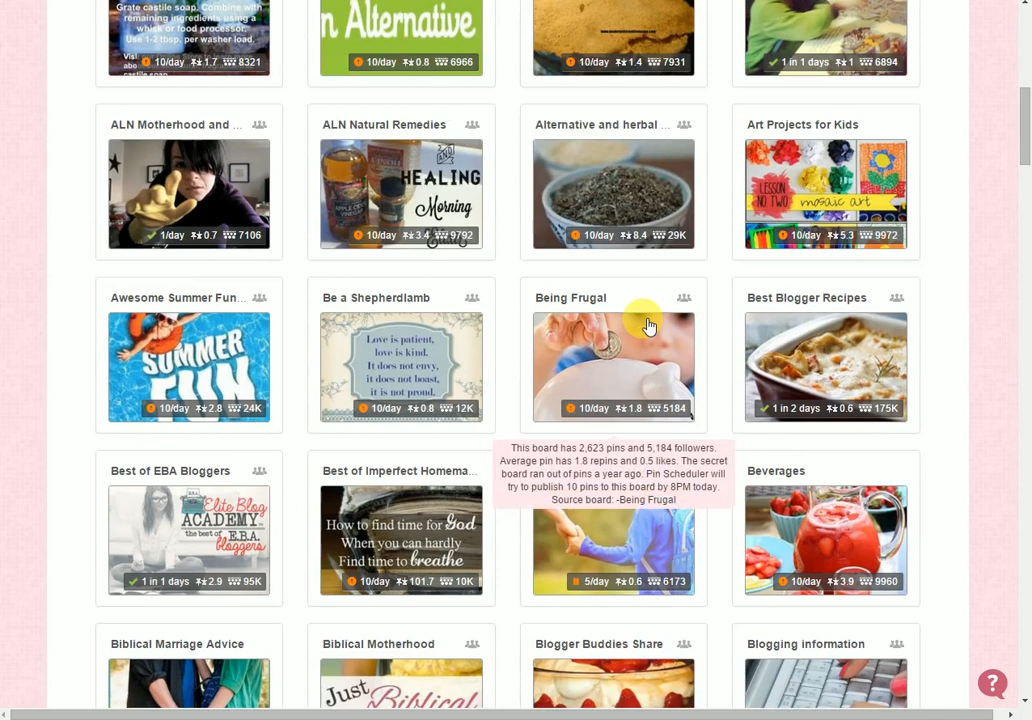 Grate castile soap. Combine with
remaining ingredients using a
whisk or food processor.
Use 1-2 tbsp. per washer load.
10/day 1.7 8321
n Alternative
10/day 0.8 6966
10/day 1.4 7931
1 in 1 days 1 6894
ALN Motherhood and ...
1/day 0.7 7106
ALN Natural Remedies
AND
HEALING
Morning
APPLE CIDER
VINEGAR
10/day 3.4 9792
Alternative and herbal ...
10/day 8.4 29K
Art Projects for Kids
LESSON
NO TWO
mosaic art
10/day 5.3 9972
Awesome Summer Fun...
SUMMER
FUN
10/day 2.8 24K
Be a Shepherdlamb
Love is patient,
love is kind.
It does not envy,
it does not boast,
it is not proud.
10/day 0.8 12K
Being Frugal
10/day 1.8 5184
Best Blogger Recipes
1 in 2 days 0.6 175K
This board has 2,623 pins and 5,184 followers.
Average pin has 1.8 repins and 0.5 likes. The secret
board ran out of pins a year ago. Pin Scheduler will
try to publish 10 pins to this board by 8PM today.
Source board: -Being Frugal
Best of EBA Bloggers
Elite Blog
ACADEMY
the best of E.B.A.
bloggers
1 in 1 days 2.9 95K
Best of Imperfect Homema...
How to find time for God
When you can hardly
Find time to breathe
10/day 101.7 10K
5/day 0.6 6173
Beverages
10/day 3.9 9960
Biblical Marriage Advice
Biblical Motherhood
Just
Biblical
Blogger Buddies Share
Blogging information
?